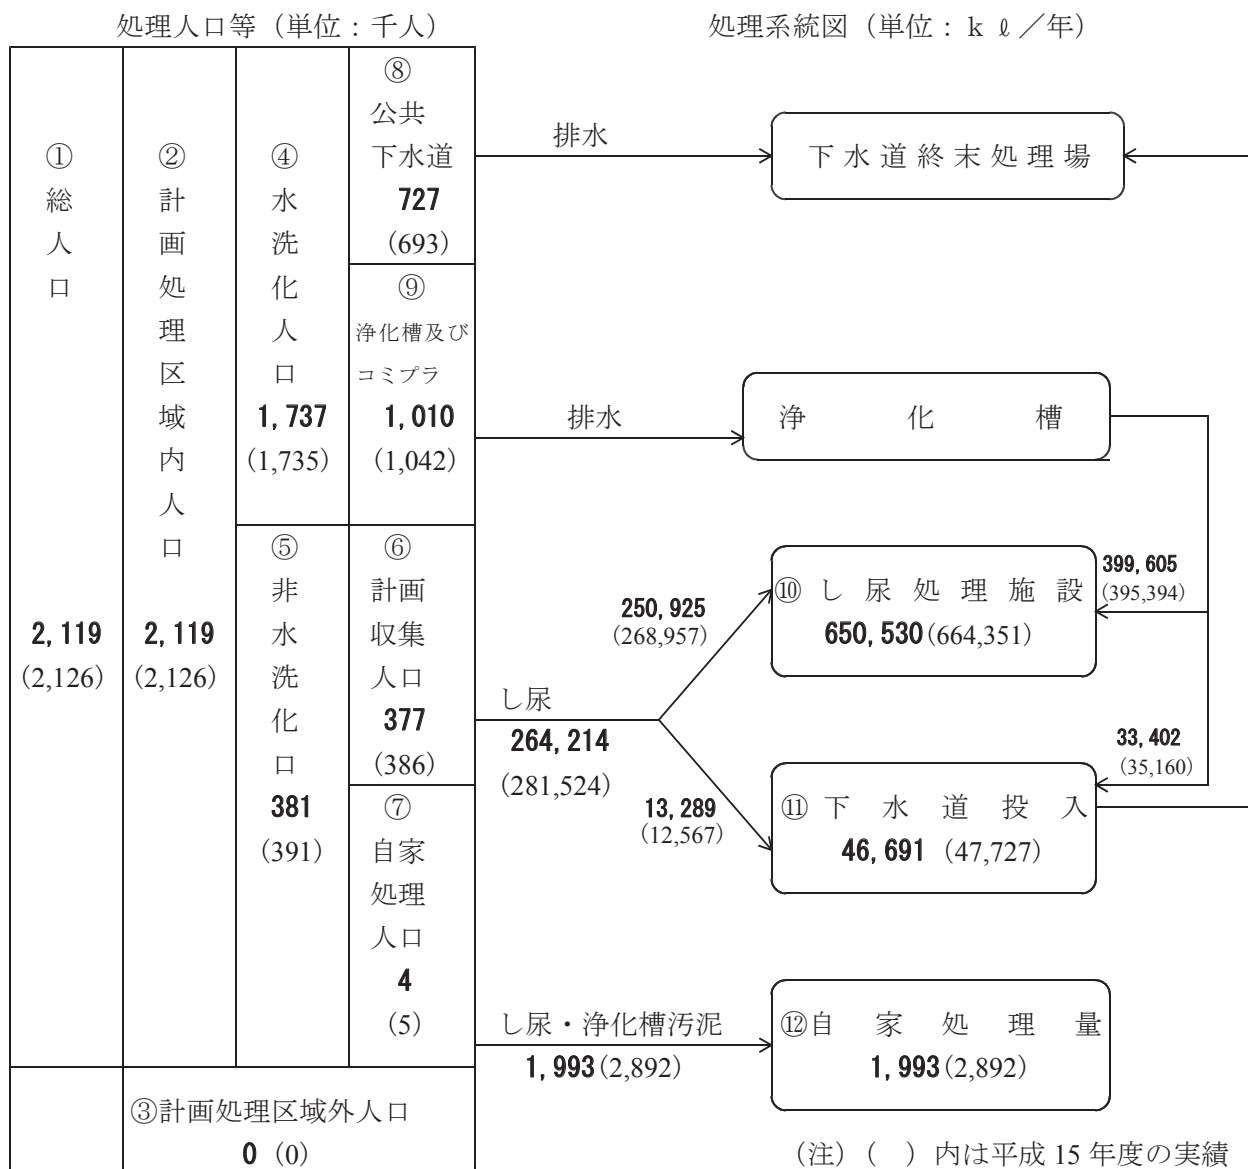 処理人口等（単位：千人）
処理系統図（単位：ｋℓ／年）
①
総
人
口
2,119
(2,126)
②
計
画
処
理
区
域
内
人
口
2,119
(2,126)
④
水
洗
化
人
口
1,737
(1,735)
⑤
非
水
洗
化
口
381
(391)
⑧
公共
下水道
727
(693)
⑨
浄化槽及び
コミプラ
1,010
(1,042)
⑥
計画
収集
人口
377
(386)
⑦
自家
処理
人口
4
(5)
③計画処理区域外人口
0 (0)
排水
下水道終末処理場
排水
浄化槽
し尿
264,214
(281,524)
250,925
(268,957)
13,289
(12,567)
⑩し尿処理施設
650,530(664,351)
399,605
(395,394)
33,402
(35,160)
⑪下水道投入
46,691 (47,727)
し尿・浄化槽汚泥
1,993(2,892)
⑫自家処理量
1,993(2,892)
（注）（　）内は平成 15 年度の実績